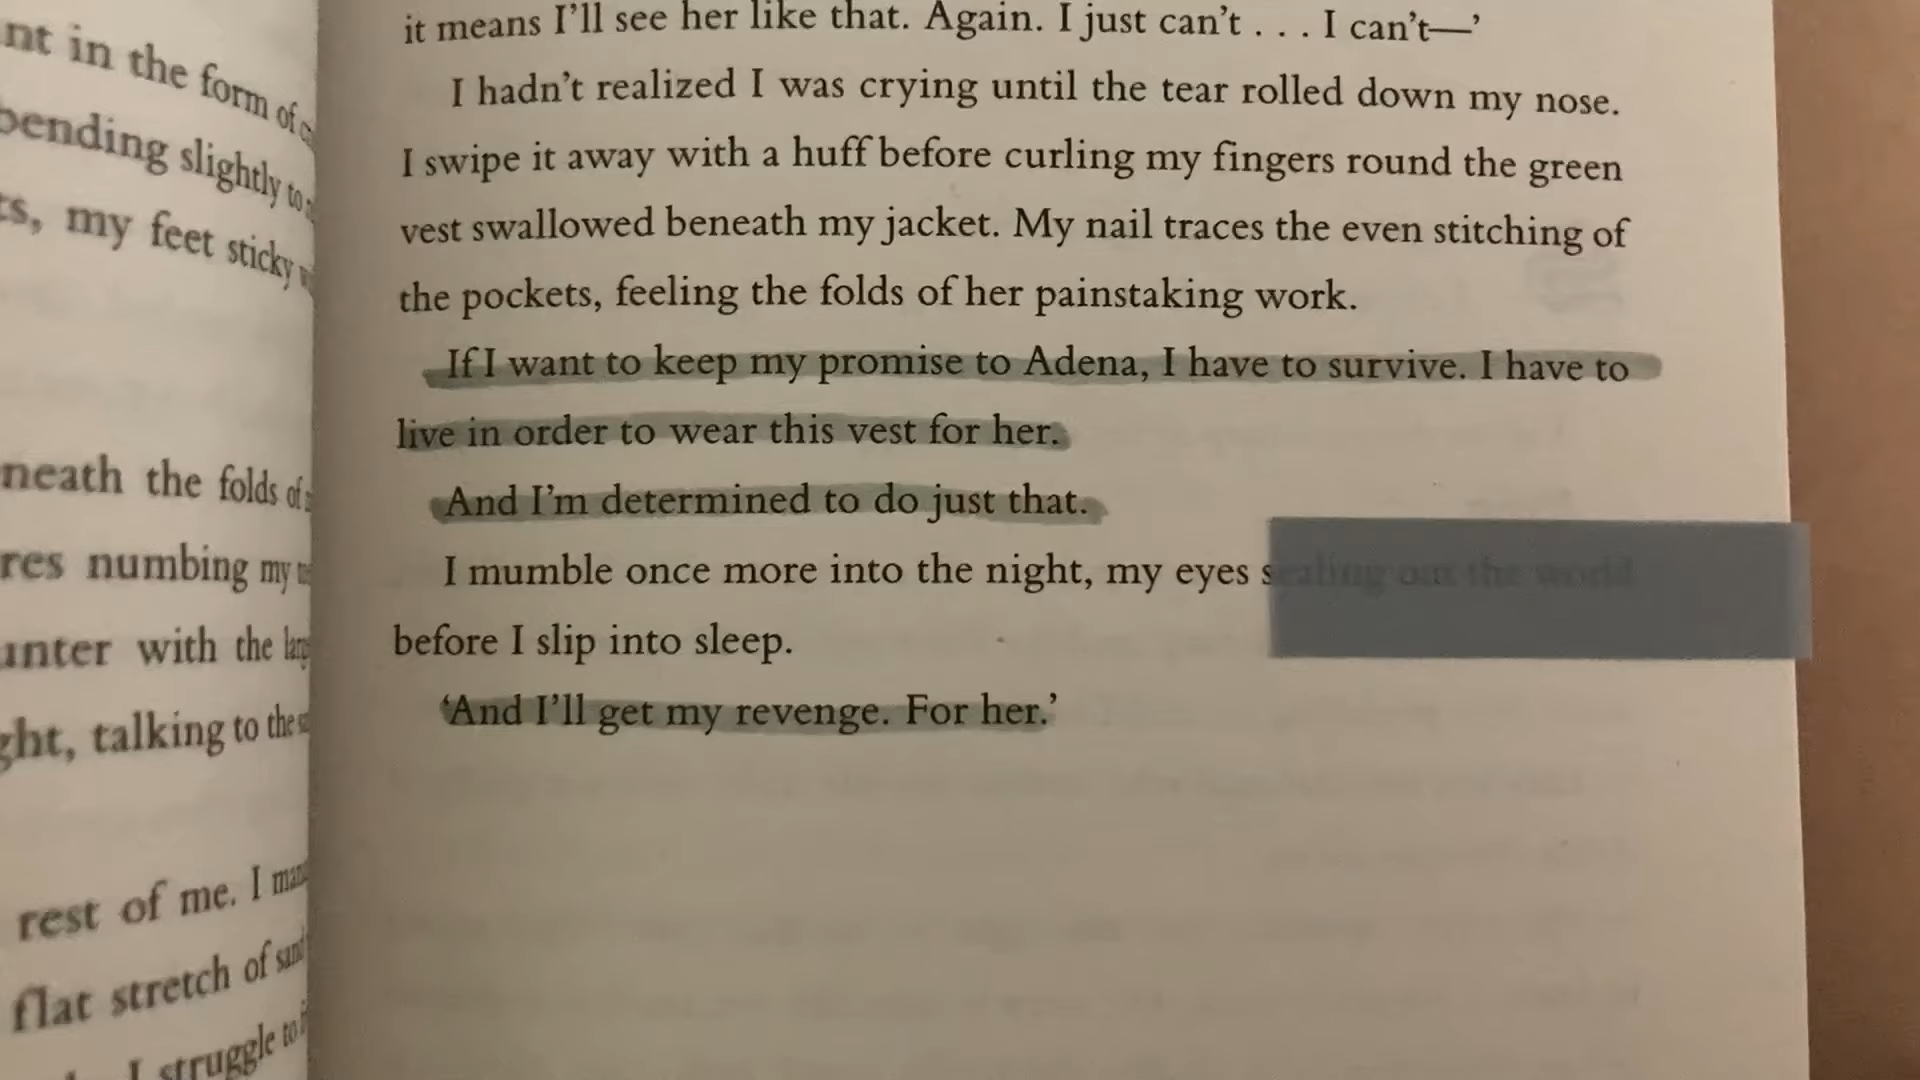 nt in the form of
bending slightly to
ts, my feet sticky
neath the folds of
res numbing my
unter with the
ght, talking to the
rest of me. I
flat stretch of sand
I struggle to
it means I’ll see her like that. Again. I just can’t . . . I can’t—’
I hadn’t realized I was crying until the tear rolled down my nose.
I swipe it away with a huff before curling my fingers round the green
vest swallowed beneath my jacket. My nail traces the even stitching of
the pockets, feeling the folds of her painstaking work.
If I want to keep my promise to Adena, I have to survive. I have to
live in order to wear this vest for her.
And I’m determined to do just that.
I mumble once more into the night, my eyes sealing out the world
before I slip into sleep.
‘And I’ll get my revenge. For her.’